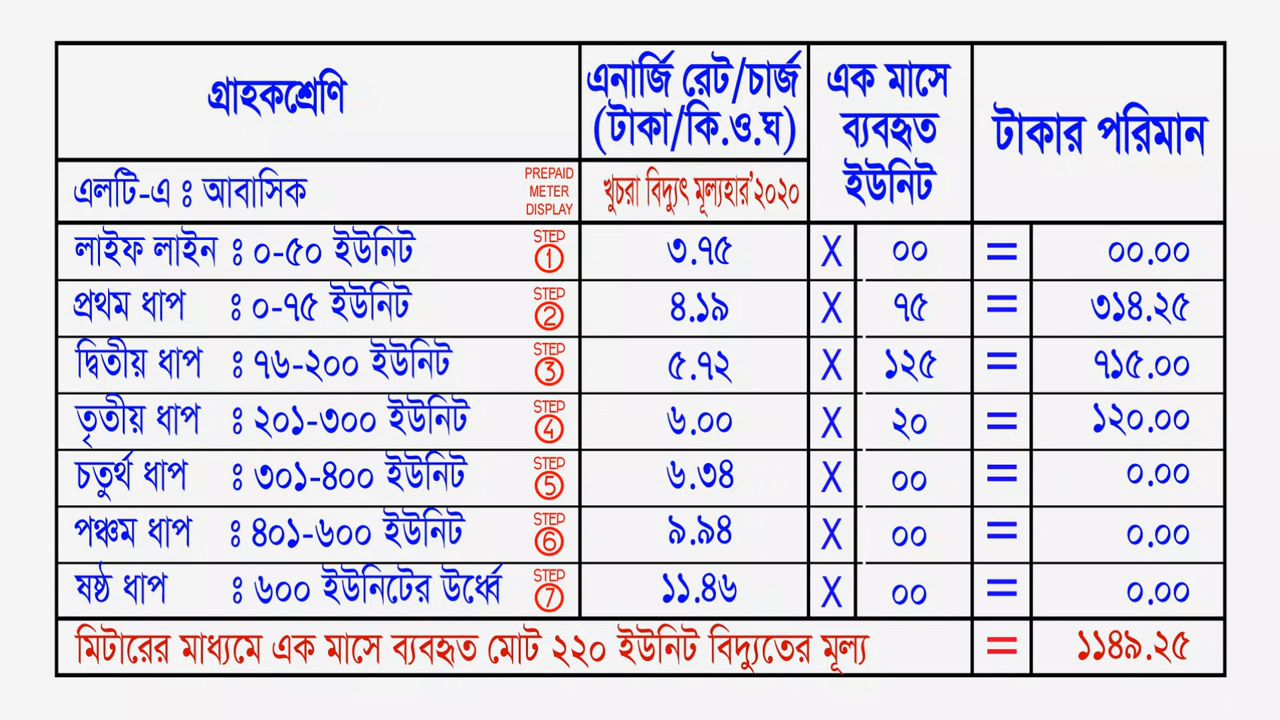 গ্রাহকশ্রেণি
এনার্জি রেট/চার্জ
(টাকা/কি.ও.ঘ)
এক মাসে
ব্যবহৃত
ইউনিট
টাকার পরিমান
এলটি-এ ঃ আবাসিক PREPAID METER DISPLAY খুচরা বিদ্যুৎ মূল্যহার'২০২০
লাইফ লাইন ঃ ০-৫০ ইউনিট STEP 1 ৩.৭৫ X ০০ = ০০.০০
প্রথম ধাপ ঃ ০-৭৫ ইউনিট STEP 2 ৪.১৯ X ৭৫ = ৩১৪.২৫
দ্বিতীয় ধাপ ঃ ৭৬-২০০ ইউনিট STEP 3 ৫.৭২ X ১২৫ = ৭১৫.০০
তৃতীয় ধাপ ঃ ২০১-৩০০ ইউনিট STEP 4 ৬.০০ X ২০ = ১২০.০০
চতুর্থ ধাপ ঃ ৩০১-৪০০ ইউনিট STEP 5 ৬.৩৪ X ০০ = ০.০০
পঞ্চম ধাপ ঃ ৪০১-৬০০ ইউনিট STEP 6 ৯.৯৪ X ০০ = ০.০০
ষষ্ঠ ধাপ ঃ ৬০০ ইউনিটের উর্ধ্বে STEP 7 ১১.৪৬ X ০০ = ০.০০
মিটারের মাধ্যমে এক মাসে ব্যবহৃত মোট ২২০ ইউনিট বিদ্যুতের মূল্য = ১১৪৯.২৫